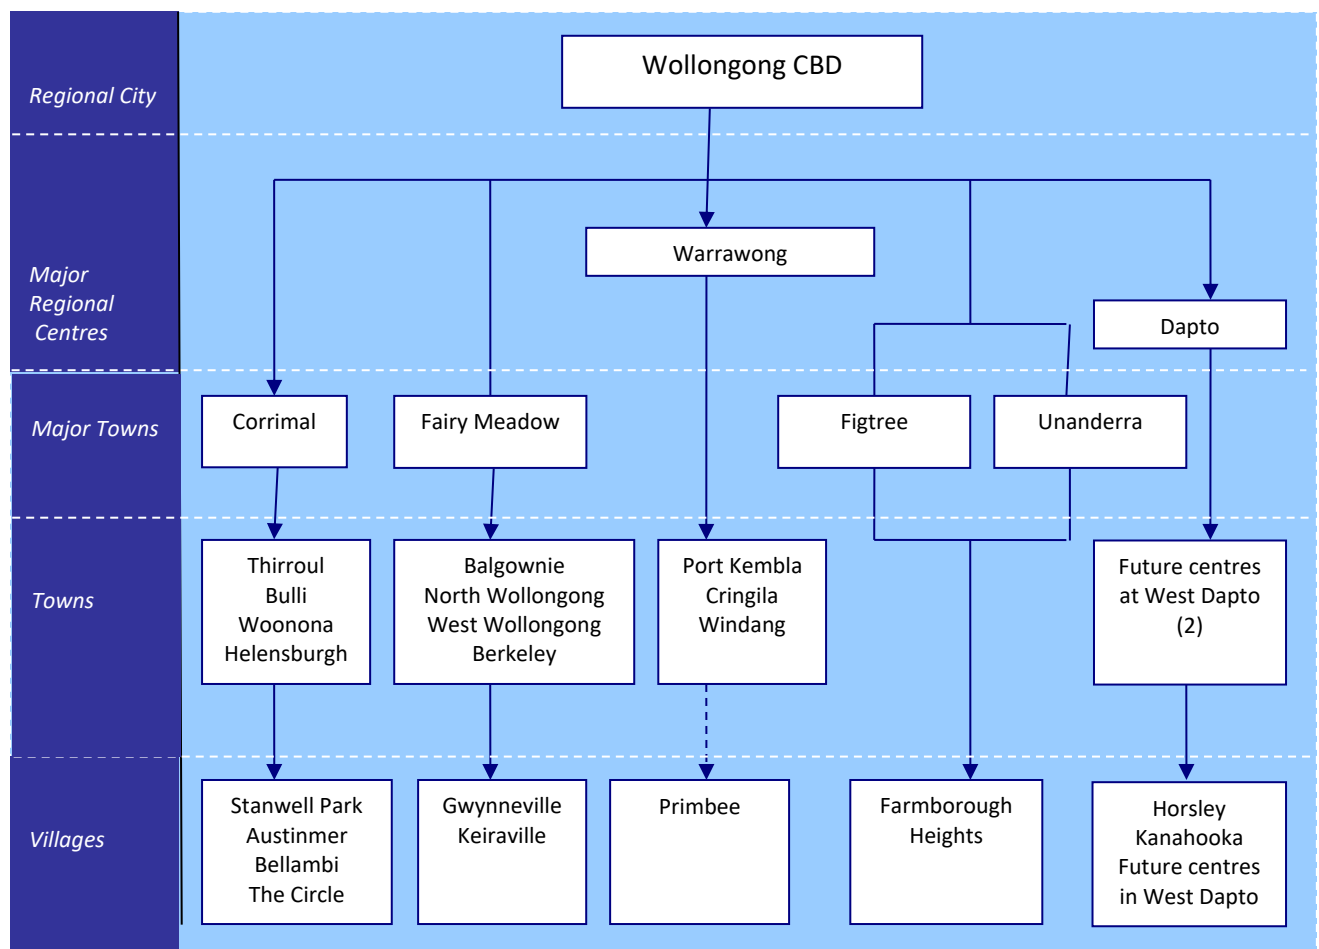 Wollongong CBD
Regional City
Warrawong
Major
Regional
Centres
Dapto
Major Towns
Corrimal
Fairy Meadow
Figtree
Unanderra
Towns
Thirroul
Bulli
Woonona
Helensburgh
Balgownie
North Wollongong
West Wollongong
Berkeley
Port Kembla
Cringila
Windang
Future centres
at West Dapto
(2)
Villages
Stanwell Park
Austinmer
Bellambi
The Circle
Gwynneville
Keiraville
Primbee
Farmborough
Heights
Horsley
Kanahooka
Future centres
in West Dapto